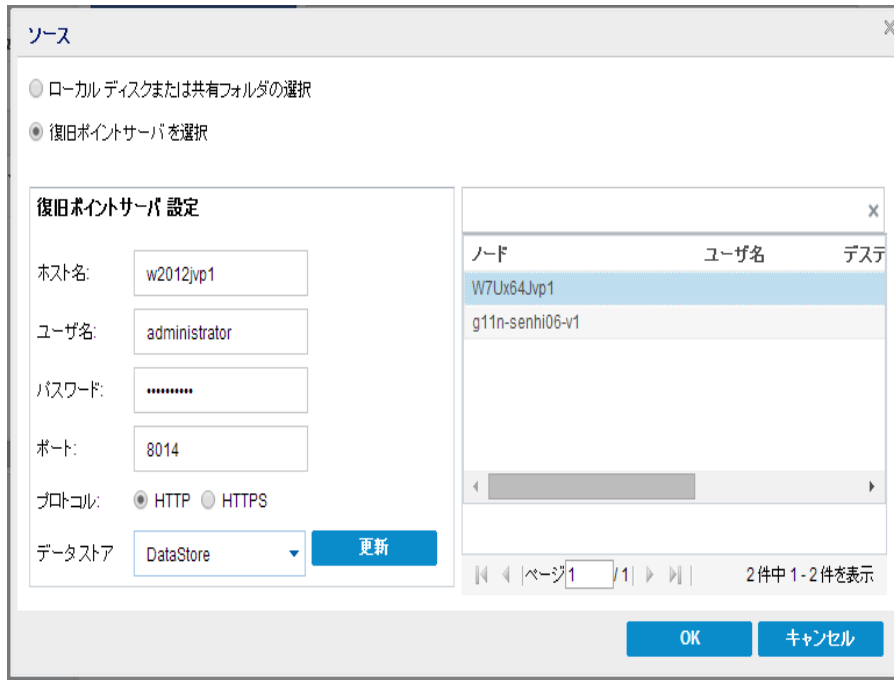 ソース
ローカル ディスクまたは共有フォルダの選択
復旧ポイントサーバ を選択
復旧ポイントサーバ 設定
ホスト名: w2012jvp1
ユーザ名: administrator
パスワード: ••••••••••
ポート: 8014
プロトコル: HTTP HTTPS
データストア DataStore 更新
ノード ユーザ名 デステ
W7Ux64Jvp1
g11n-senhi06-v1
ページ 1 / 1 2 件中 1 - 2 件を表示
OK キャンセル